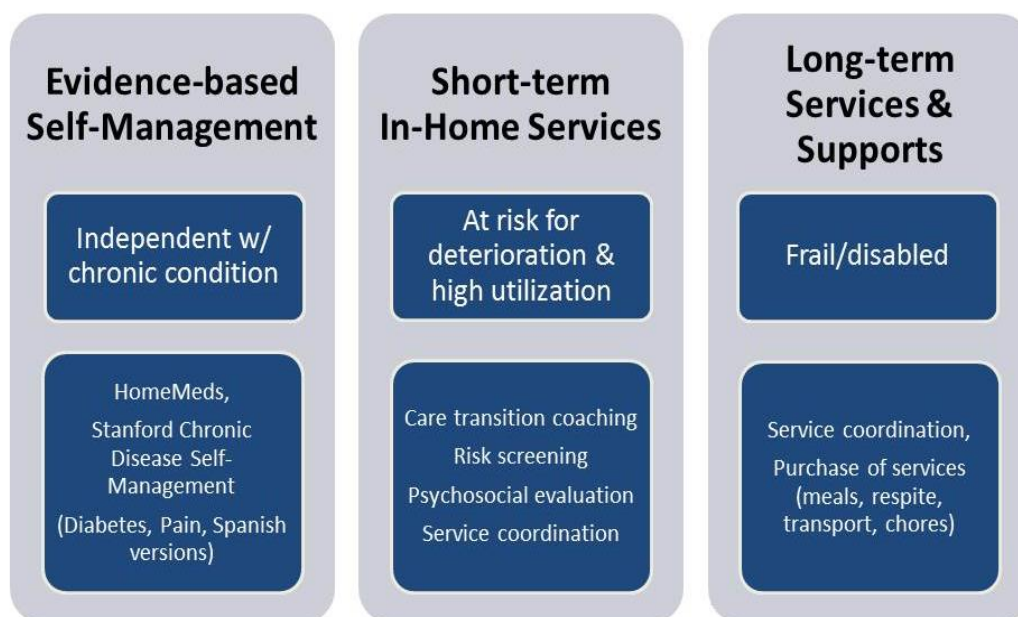 Evidence-based
Self-Management
Independent w/
chronic condition
HomeMeds,
Stanford Chronic
Disease Self-
Management
(Diabetes, Pain, Spanish
versions)
Short-term
In-Home Services
At risk for
deterioration &
high utilization
Care transition coaching
Risk screening
Psychosocial evaluation
Service coordination
Long-term
Services &
Supports
Frail/disabled
Service coordination,
Purchase of services
(meals, respite,
transport, chores)